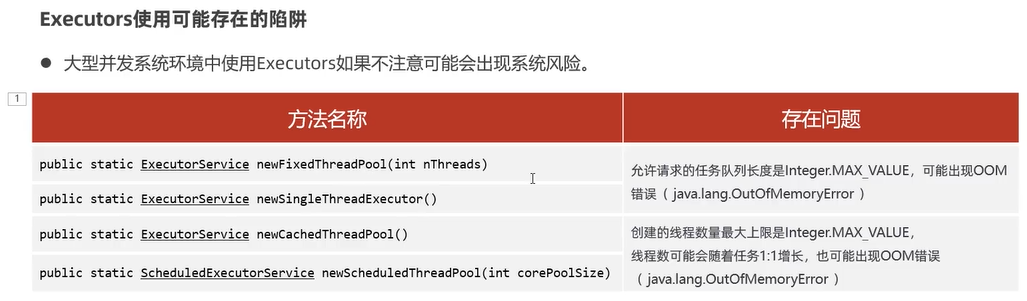 Executors使用可能存在的陷阱
● 大型并发系统环境中使用Executors如果不注意可能会出现系统风险。
1
方法名称
存在问题
public static ExecutorService newFixedThreadPool(int nThreads)
public static ExecutorService newSingleThreadExecutor()
允许请求的任务队列长度是Integer.MAX_VALUE，可能出现OOM
错误（ java.lang.OutOfMemoryError ）
public static ExecutorService newCachedThreadPool()
public static ScheduledExecutorService newScheduledThreadPool(int corePoolSize)
创建的线程数量最大上限是Integer.MAX_VALUE，
线程数可能会随着任务1:1增长，也可能出现OOM错误
（ java.lang.OutOfMemoryError ）